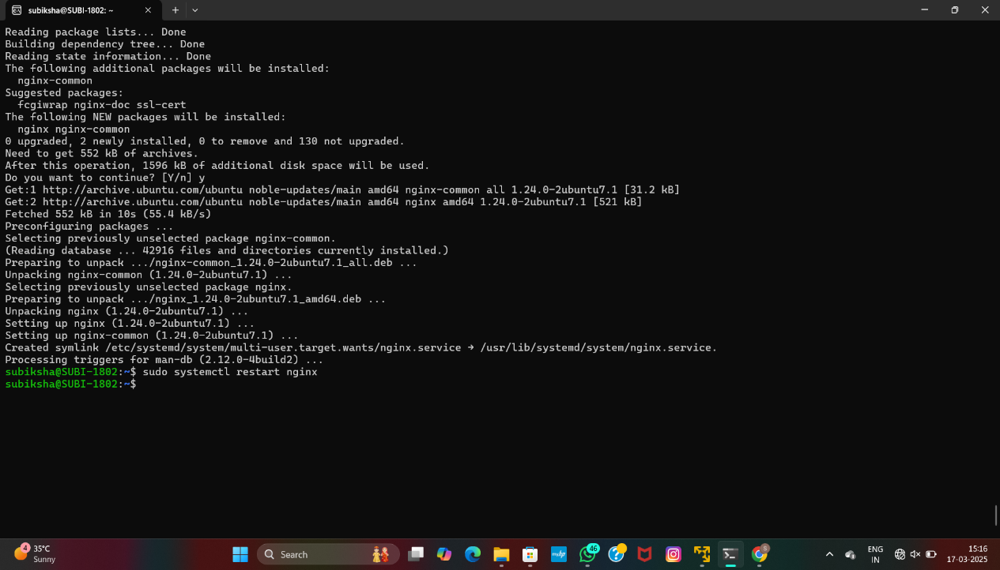 subiksha@SUBI-1802: ~
Reading package lists... Done
Building dependency tree... Done
Reading state information... Done
The following additional packages will be installed:
  nginx-common
Suggested packages:
  fcgiwrap nginx-doc ssl-cert
The following NEW packages will be installed:
  nginx nginx-common
0 upgraded, 2 newly installed, 0 to remove and 130 not upgraded.
Need to get 552 kB of archives.
After this operation, 1596 kB of additional disk space will be used.
Do you want to continue? [Y/n] y
Get:1 http://archive.ubuntu.com/ubuntu noble-updates/main amd64 nginx-common all 1.24.0-2ubuntu7.1 [31.2 kB]
Get:2 http://archive.ubuntu.com/ubuntu noble-updates/main amd64 nginx amd64 1.24.0-2ubuntu7.1 [521 kB]
Fetched 552 kB in 10s (55.4 kB/s)
Preconfiguring packages ...
Selecting previously unselected package nginx-common.
(Reading database ... 42916 files and directories currently installed.)
Preparing to unpack .../nginx-common_1.24.0-2ubuntu7.1_all.deb ...
Unpacking nginx-common (1.24.0-2ubuntu7.1) ...
Selecting previously unselected package nginx.
Preparing to unpack .../nginx_1.24.0-2ubuntu7.1_amd64.deb ...
Unpacking nginx (1.24.0-2ubuntu7.1) ...
Setting up nginx (1.24.0-2ubuntu7.1) ...
Setting up nginx-common (1.24.0-2ubuntu7.1) ...
Created symlink /etc/systemd/system/multi-user.target.wants/nginx.service → /usr/lib/systemd/system/nginx.service.
Processing triggers for man-db (2.12.0-4build2) ...
subiksha@SUBI-1802:~$ sudo systemctl restart nginx
subiksha@SUBI-1802:~$
4
35°C
Sunny
Search
myhp
46
?
S
ENG
IN
15:16
17-03-2025